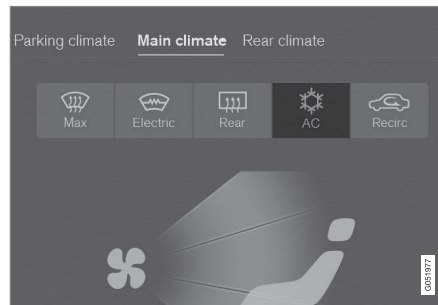 Parking climate Main climate Rear climate
Max Electric Rear AC Recirc
G051977